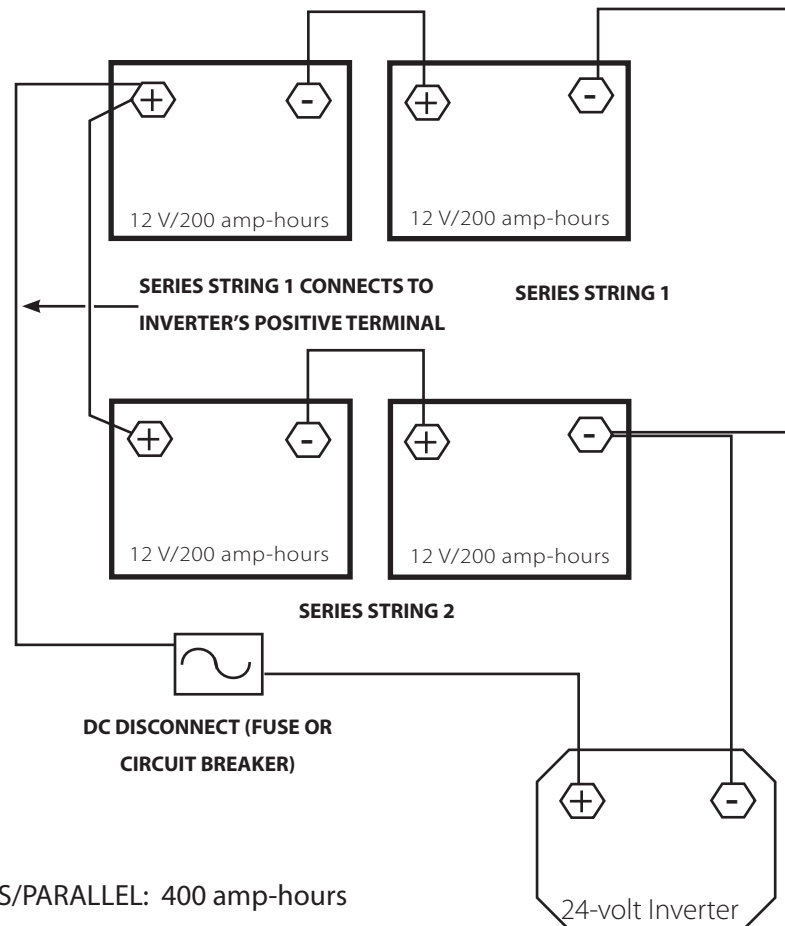 +
-
+
-
12 V/200 amp-hours
12 V/200 amp-hours
SERIES STRING 1 CONNECTS TO
INVERTER'S POSITIVE TERMINAL
SERIES STRING 1
+
-
+
-
12 V/200 amp-hours
12 V/200 amp-hours
SERIES STRING 2
DC DISCONNECT (FUSE OR
CIRCUIT BREAKER)
+
-
S/PARALLEL: 400 amp-hours
24-volt Inverter